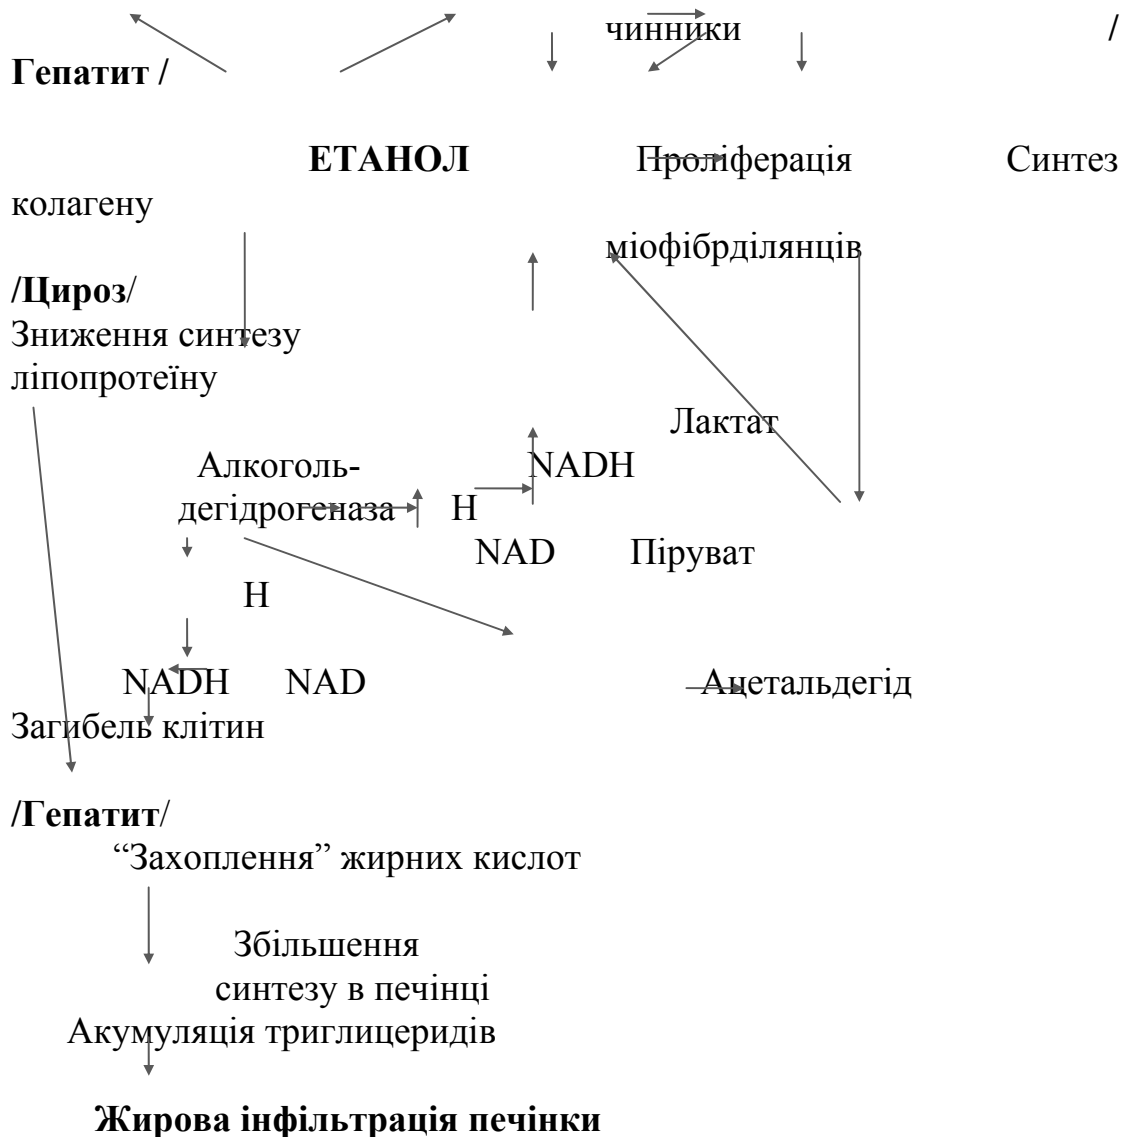 чинники /
Гепатит /
ЕТАНОЛ Проліферація Синтез
колагену
міофібрділянців
/Цироз/
Зниження синтезу
ліпопротеїну
Лактат
Алкоголь- NADH
дегідрогеназа Н
NAD Піруват
Н
NADH NAD Ацетальдегід
Загибель клітин
/Гепатит/
“Захоплення” жирних кислот
Збільшення
синтезу в печінці
Акумуляція триглицеридів
Жирова інфільтрація печінки